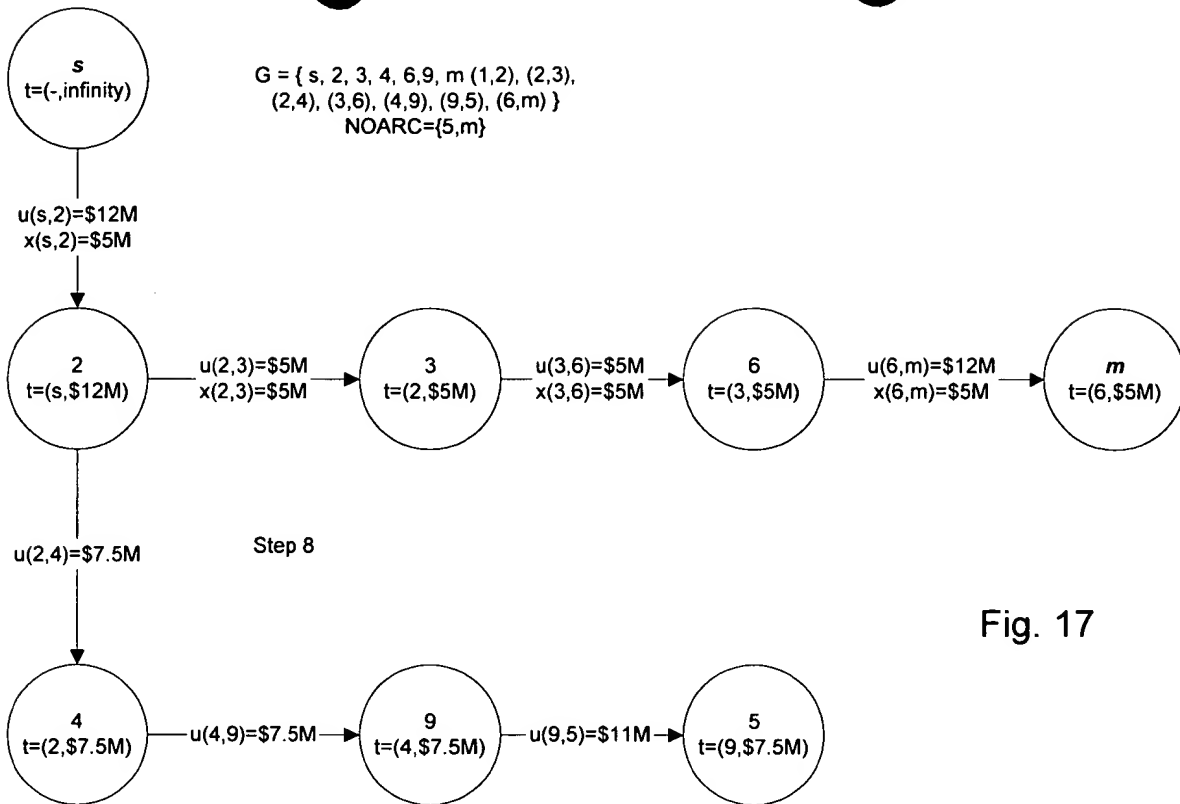 s
t=(-,infinity)
G = { s, 2, 3, 4, 6,9, m (1,2), (2,3),
(2,4), (3,6), (4,9), (9,5), (6,m) }
NOARC={5,m}
u(s,2)=$12M
x(s,2)=$5M
2
t=(s,$12M)
u(2,3)=$5M
x(2,3)=$5M
3
t=(2,$5M)
u(3,6)=$5M
x(3,6)=$5M
6
t=(3,$5M)
u(6,m)=$12M
x(6,m)=$5M
m
t=(6,$5M)
u(2,4)=$7.5M
Step 8
Fig. 17
4
t=(2,$7.5M)
u(4,9)=$7.5M
9
t=(4,$7.5M)
u(9,5)=$11M
5
t=(9,$7.5M)